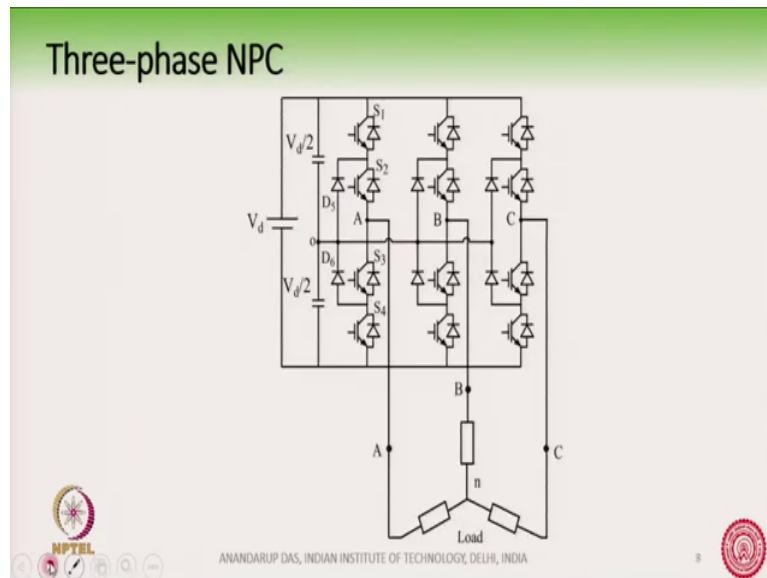 Three-phase NPC
S1
Vd/2
S2
D5
A B C
Vd
o
D6
S3
Vd/2
S4
B
A C
n
Load
NPTEL
ANANDARUP DAS, INDIAN INSTITUTE OF TECHNOLOGY, DELHI, INDIA 8